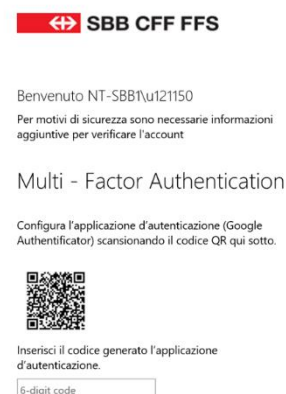 SBB CFF FFS
Benvenuto NT-SBB1\u121150
Per motivi di sicurezza sono necessarie informazioni
aggiuntive per verificare l'account
Multi - Factor Authentication
Configura l'applicazione d'autenticazione (Google
Authentificator) scansionando il codice QR qui sotto.
Inserisci il codice generato l'applicazione
d'autenticazione.
6-digit code